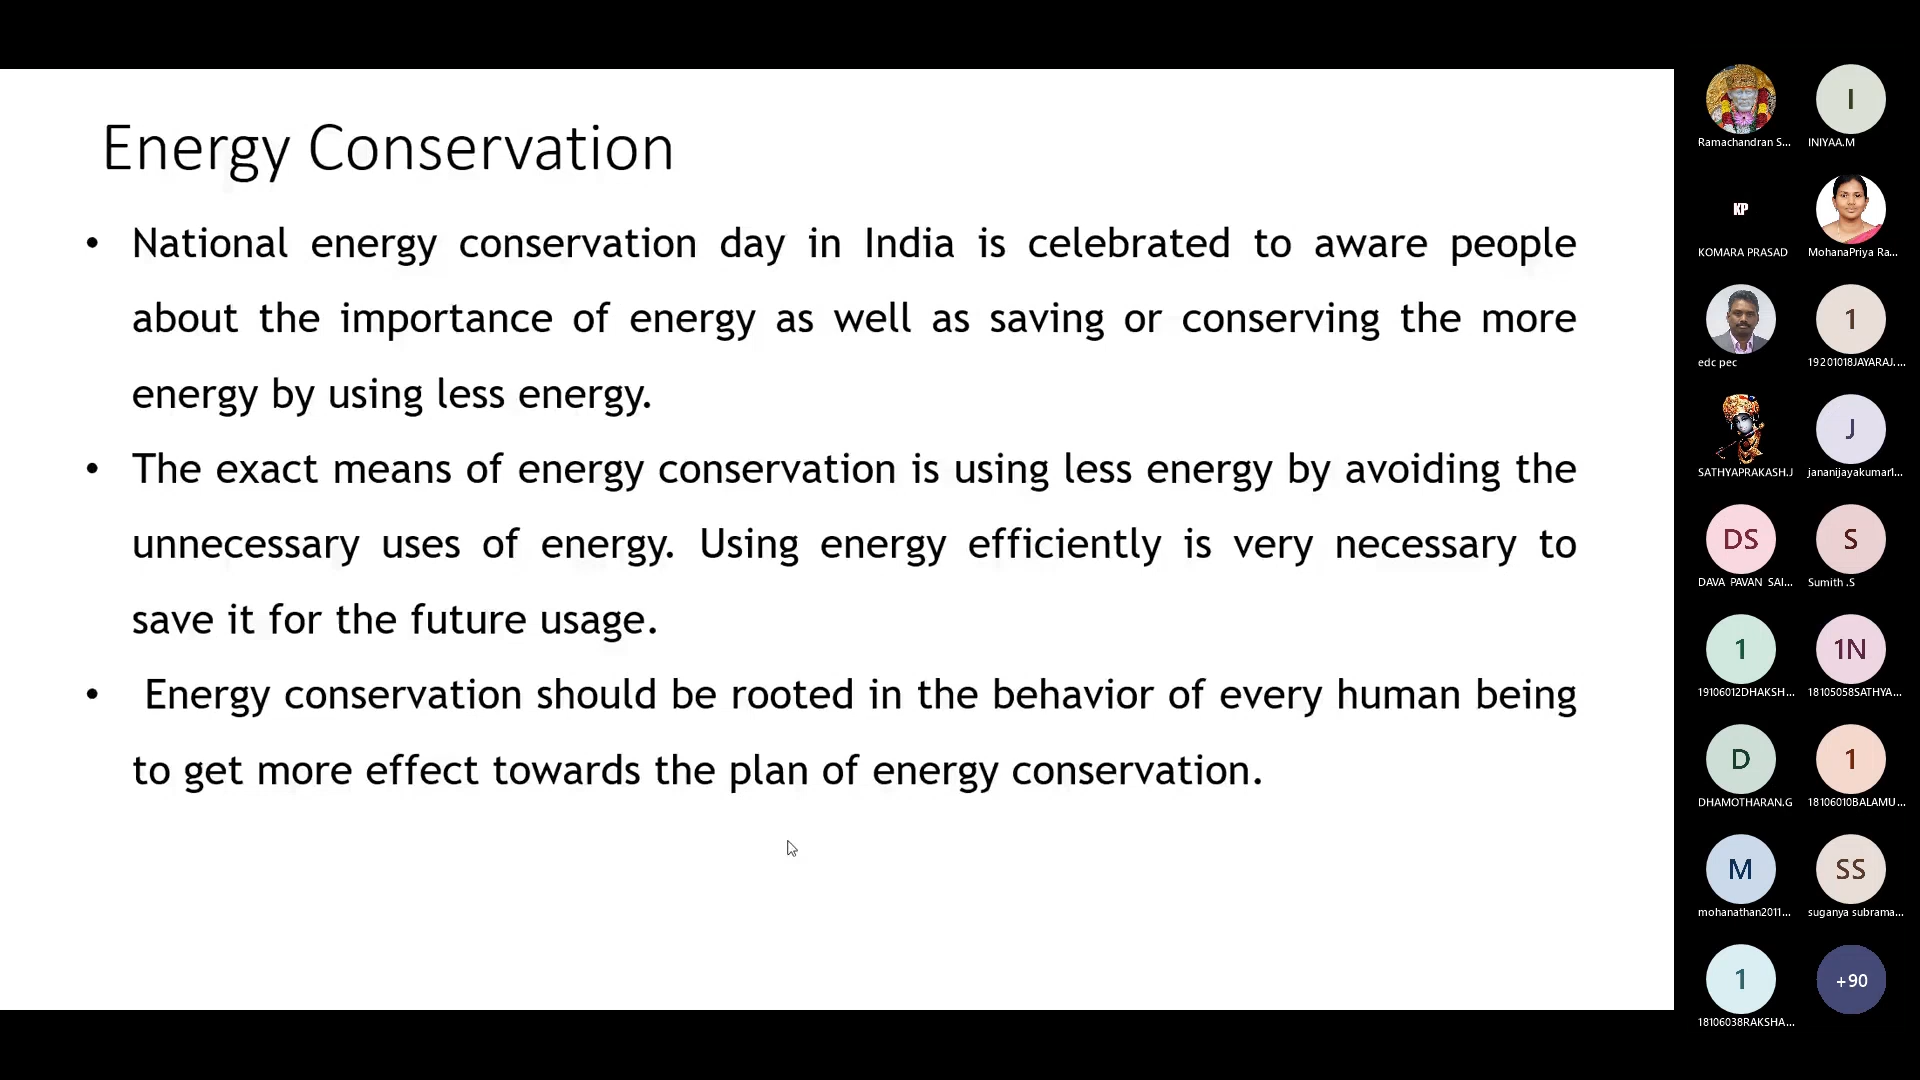 Energy Conservation
• National energy conservation day in India is celebrated to aware people
about the importance of energy as well as saving or conserving the more
energy by using less energy.
• The exact means of energy conservation is using less energy by avoiding the
unnecessary uses of energy. Using energy efficiently is very necessary to
save it for the future usage.
• Energy conservation should be rooted in the behavior of every human being
to get more effect towards the plan of energy conservation.
I
Ramachandran S... INIYAA.M
KP
KOMARA PRASAD MohanaPriya Ra...
1
edc pec 19201018JAYARAJ....
J
SATHYAPRAKASH.J jananijayakumar1...
DS S
DAVA PAVAN SAI... Sumith .S
1 1N
19106012DHAKSH... 18105058SATHYA...
D 1
DHAMOTHARAN.G 18106010BALAMU...
M SS
mohanathan2011... suganya subrama...
1 +90
18106038RAKSHA...